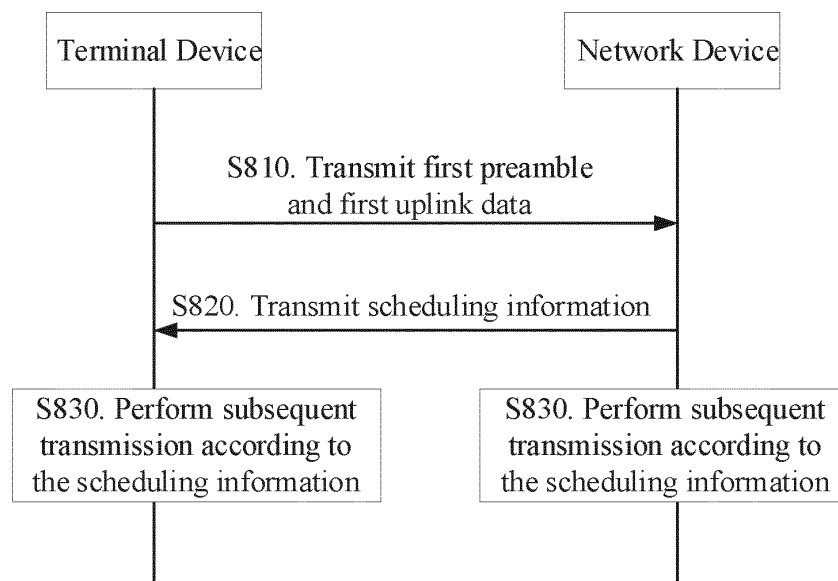 Terminal Device
Network Device
S810. Transmit first preamble
and first uplink data
S820. Transmit scheduling information
S830. Perform subsequent
transmission according to
the scheduling information
S830. Perform subsequent
transmission according to
the scheduling information